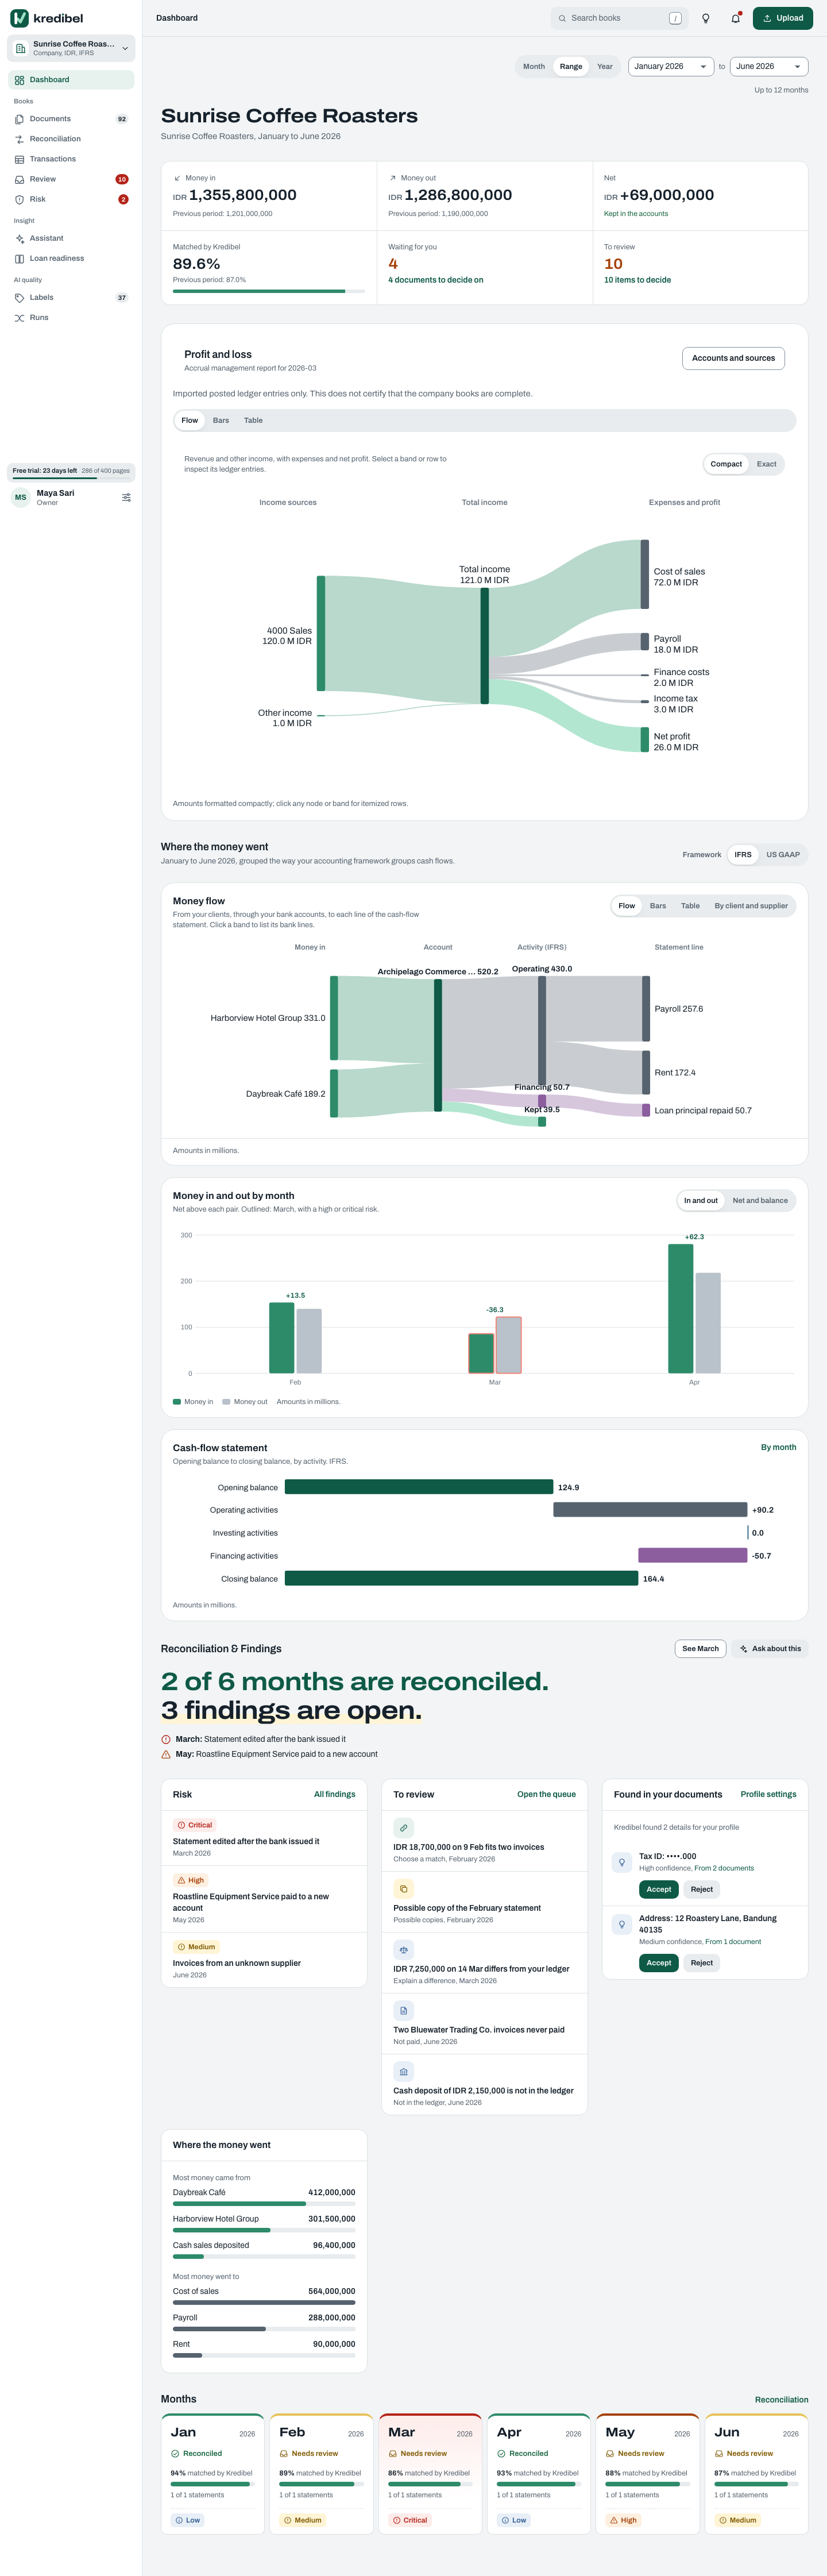 kredibel
Sunrise Coffee Roas...
Company, IDR, IFRS
Dashboard
Books
Documents 92
Reconciliation
Transactions
Review 10
Risk 2
Insight
Assistant
Loan readiness
AI quality
Labels 37
Runs
Free trial: 23 days left 286 of 400 pages
MS
Maya Sari
Owner
Dashboard
Search books /
Upload
Month Range Year
January 2026 to June 2026
Up to 12 months
Sunrise Coffee Roasters
Sunrise Coffee Roasters, January to June 2026
Money in
IDR 1,355,800,000
Previous period: 1,201,000,000
Money out
IDR 1,286,800,000
Previous period: 1,190,000,000
Net
IDR +69,000,000
Kept in the accounts
Matched by Kredibel
89.6%
Previous period: 87.0%
Waiting for you
4
4 documents to decide on
To review
10
10 items to decide
Profit and loss
Accrual management report for 2026-03
Accounts and sources
Imported posted ledger entries only. This does not certify that the company books are complete.
Flow Bars Table
Revenue and other income, with expenses and net profit. Select a band or row to
inspect its ledger entries.
Compact Exact
Income sources Total income Expenses and profit
Total income
121.0 M IDR
4000 Sales
120.0 M IDR
Other income
1.0 M IDR
Cost of sales
72.0 M IDR
Payroll
18.0 M IDR
Finance costs
2.0 M IDR
Income tax
3.0 M IDR
Net profit
26.0 M IDR
Amounts formatted compactly; click any node or band for itemized rows.
Where the money went
January to June 2026, grouped the way your accounting framework groups cash flows.
Framework IFRS US GAAP
Money flow
From your clients, through your bank accounts, to each line of the cash-flow
statement. Click a band to list its bank lines.
Flow Bars Table By client and supplier
Money in Account Activity (IFRS) Statement line
Archipelago Commerce ... 520.2
Operating 430.0
Harborview Hotel Group 331.0
Daybreak Café 189.2
Financing 50.7
Kept 39.5
Payroll 257.6
Rent 172.4
Loan principal repaid 50.7
Amounts in millions.
Money in and out by month
Net above each pair. Outlined: March, with a high or critical risk.
In and out Net and balance
300
200
100
0
+13.5
-36.3
+62.3
Feb Mar Apr
Money in Money out Amounts in millions.
Cash-flow statement
Opening balance to closing balance, by activity. IFRS.
By month
Opening balance 124.9
Operating activities +90.2
Investing activities 0.0
Financing activities -50.7
Closing balance 164.4
Amounts in millions.
Reconciliation & Findings
See March
Ask about this
2 of 6 months are reconciled.
3 findings are open.
March: Statement edited after the bank issued it
May: Roastline Equipment Service paid to a new account
Risk All findings
Critical
Statement edited after the bank issued it
March 2026
High
Roastline Equipment Service paid to a new
account
May 2026
Medium
Invoices from an unknown supplier
June 2026
To review Open the queue
IDR 18,700,000 on 9 Feb fits two invoices
Choose a match, February 2026
Possible copy of the February statement
Possible copies, February 2026
IDR 7,250,000 on 14 Mar differs from your ledger
Explain a difference, March 2026
Two Bluewater Trading Co. invoices never paid
Not paid, June 2026
Cash deposit of IDR 2,150,000 is not in the ledger
Not in the ledger, June 2026
Found in your documents Profile settings
Kredibel found 2 details for your profile
Tax ID: ••••.000
High confidence, From 2 documents
Accept Reject
Address: 12 Roastery Lane, Bandung
40135
Medium confidence, From 1 document
Accept Reject
Where the money went
Most money came from
Daybreak Café 412,000,000
Harborview Hotel Group 301,500,000
Cash sales deposited 96,400,000
Most money went to
Cost of sales 564,000,000
Payroll 288,000,000
Rent 90,000,000
Months Reconciliation
Jan 2026
Reconciled
94% matched by Kredibel
1 of 1 statements
Low
Feb 2026
Needs review
89% matched by Kredibel
1 of 1 statements
Medium
Mar 2026
Needs review
86% matched by Kredibel
1 of 1 statements
Critical
Apr 2026
Reconciled
93% matched by Kredibel
1 of 1 statements
Low
May 2026
Needs review
88% matched by Kredibel
1 of 1 statements
High
Jun 2026
Needs review
87% matched by Kredibel
1 of 1 statements
Medium